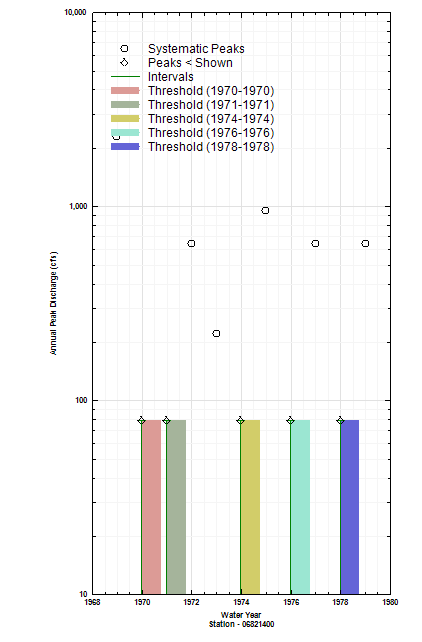 10,000
Systematic Peaks
Peaks < Shown
Intervals
Threshold (1970-1970)
Threshold (1971-1971)
Threshold (1974-1974)
Threshold (1976-1976)
Threshold (1978-1978)
1,000
Annual Peak Discharge (cfs)
100
10
1968 1970 1972 1974 1976 1978 1980
Water Year
Station - 06821400